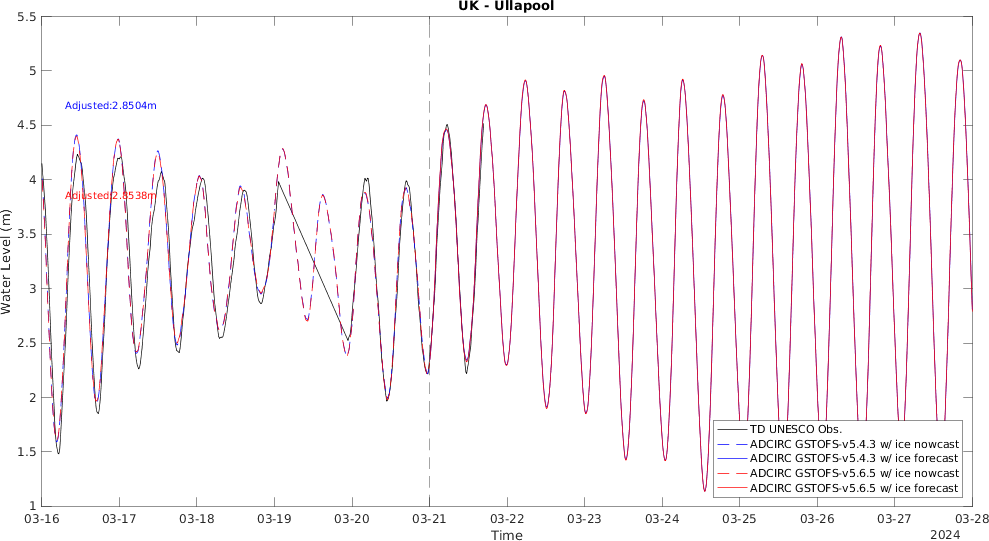 UK - Ullapool
5.5
5
4.5
4
3.5
3
2.5
2
1.5
1
Water Level (m)
Adjusted:2.8504m
Adjusted:2.8538m
TD UNESCO Obs.
ADCIRC GSTOFS-v5.4.3 w/ ice nowcast
ADCIRC GSTOFS-v5.4.3 w/ ice forecast
ADCIRC GSTOFS-v5.6.5 w/ ice nowcast
ADCIRC GSTOFS-v5.6.5 w/ ice forecast
03-16 03-17 03-18 03-19 03-20 03-21 03-22 03-23 03-24 03-25 03-26 03-27 03-28
Time
2024